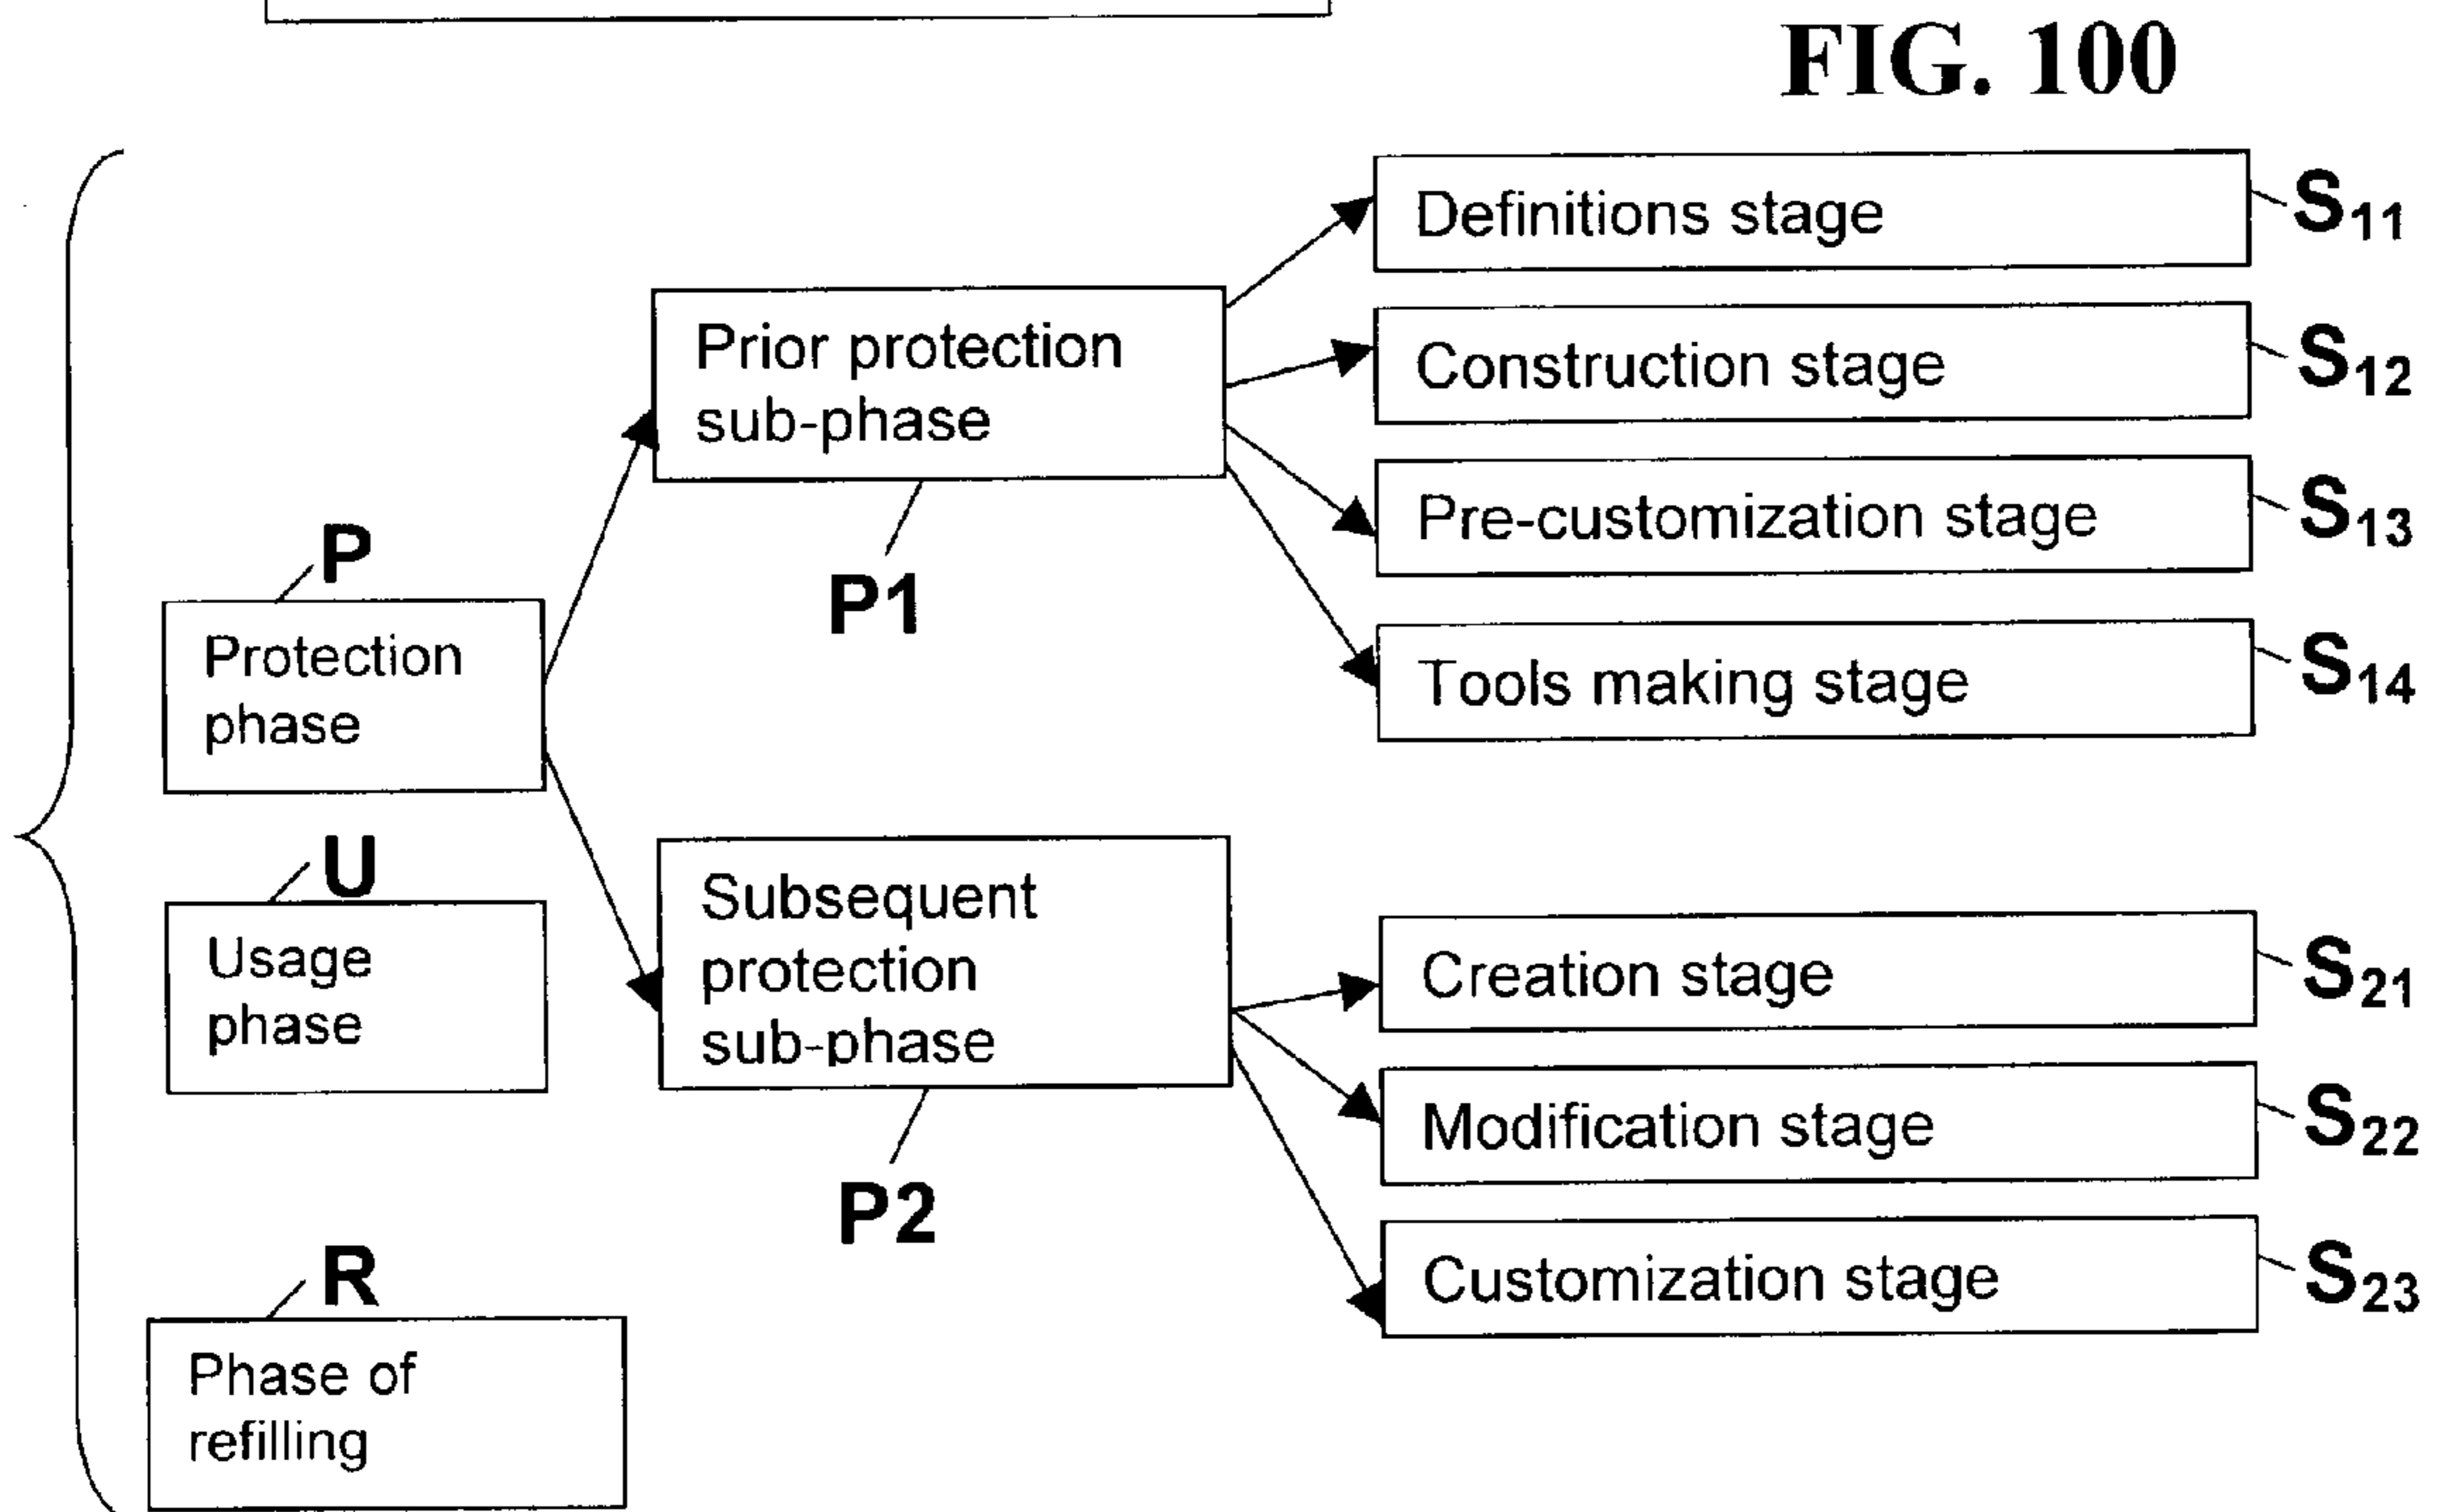 FIG. 100
Definitions stage
S11
Construction stage
S12
Pre-customization stage
S13
Tools making stage
S14
Prior protection
sub-phase
P1
P
Protection
phase
U
Usage
phase
R
Phase of
refilling
Subsequent
protection
sub-phase
P2
Creation stage
S21
Modification stage
S22
Customization stage
S23